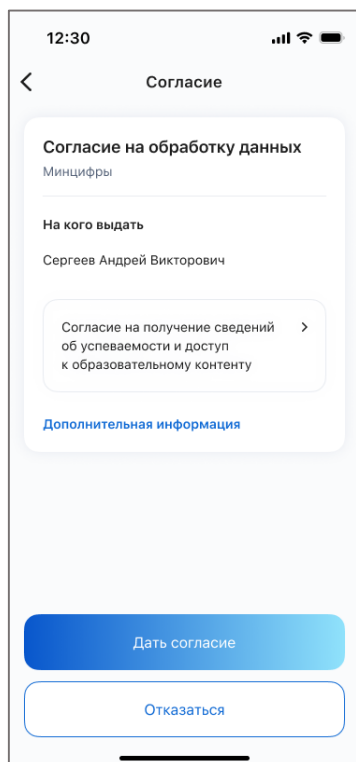 12:30
Согласие
Согласие на обработку данных
Минцифры
На кого выдать
Сергеев Андрей Викторович
Согласие на получение сведений
об успеваемости и доступ
к образовательному контенту
Дополнительная информация
Дать согласие
Отказаться